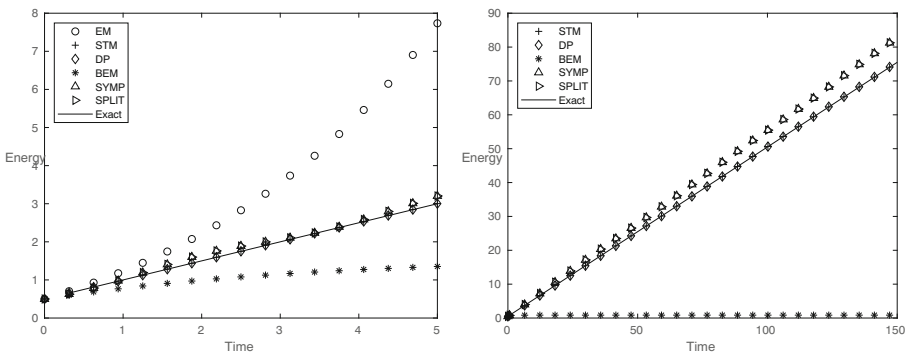 8
7
6
5
4
3
2
1
0
Energy
EM
STM
DP
BEM
SYMP
SPLIT
Exact
0 1 2 3 4 5
Time
90
80
70
60
50
40
30
20
10
0
Energy
STM
DP
BEM
SYMP
SPLIT
Exact
0 50 100 150
Time